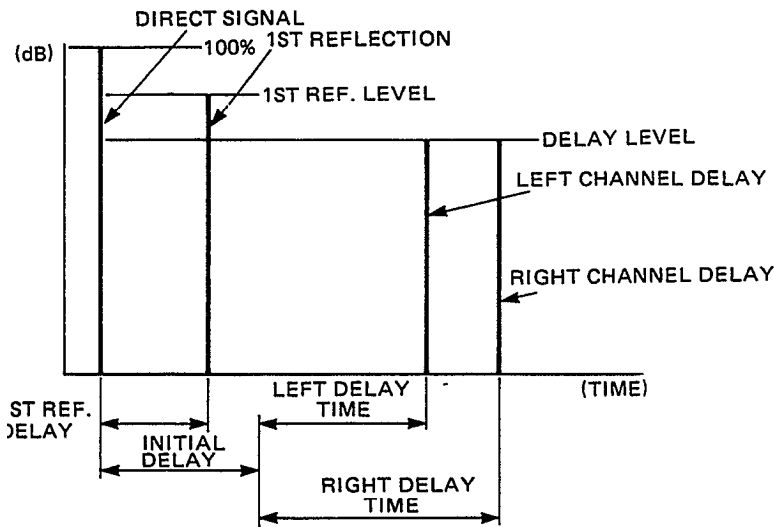 DIRECT SIGNAL
(dB)
100%
1ST REFLECTION
1ST REF. LEVEL
DELAY LEVEL
LEFT CHANNEL DELAY
RIGHT CHANNEL DELAY
(TIME)
LEFT DELAY
TIME
ST REF.
DELAY
INITIAL
DELAY
RIGHT DELAY
TIME